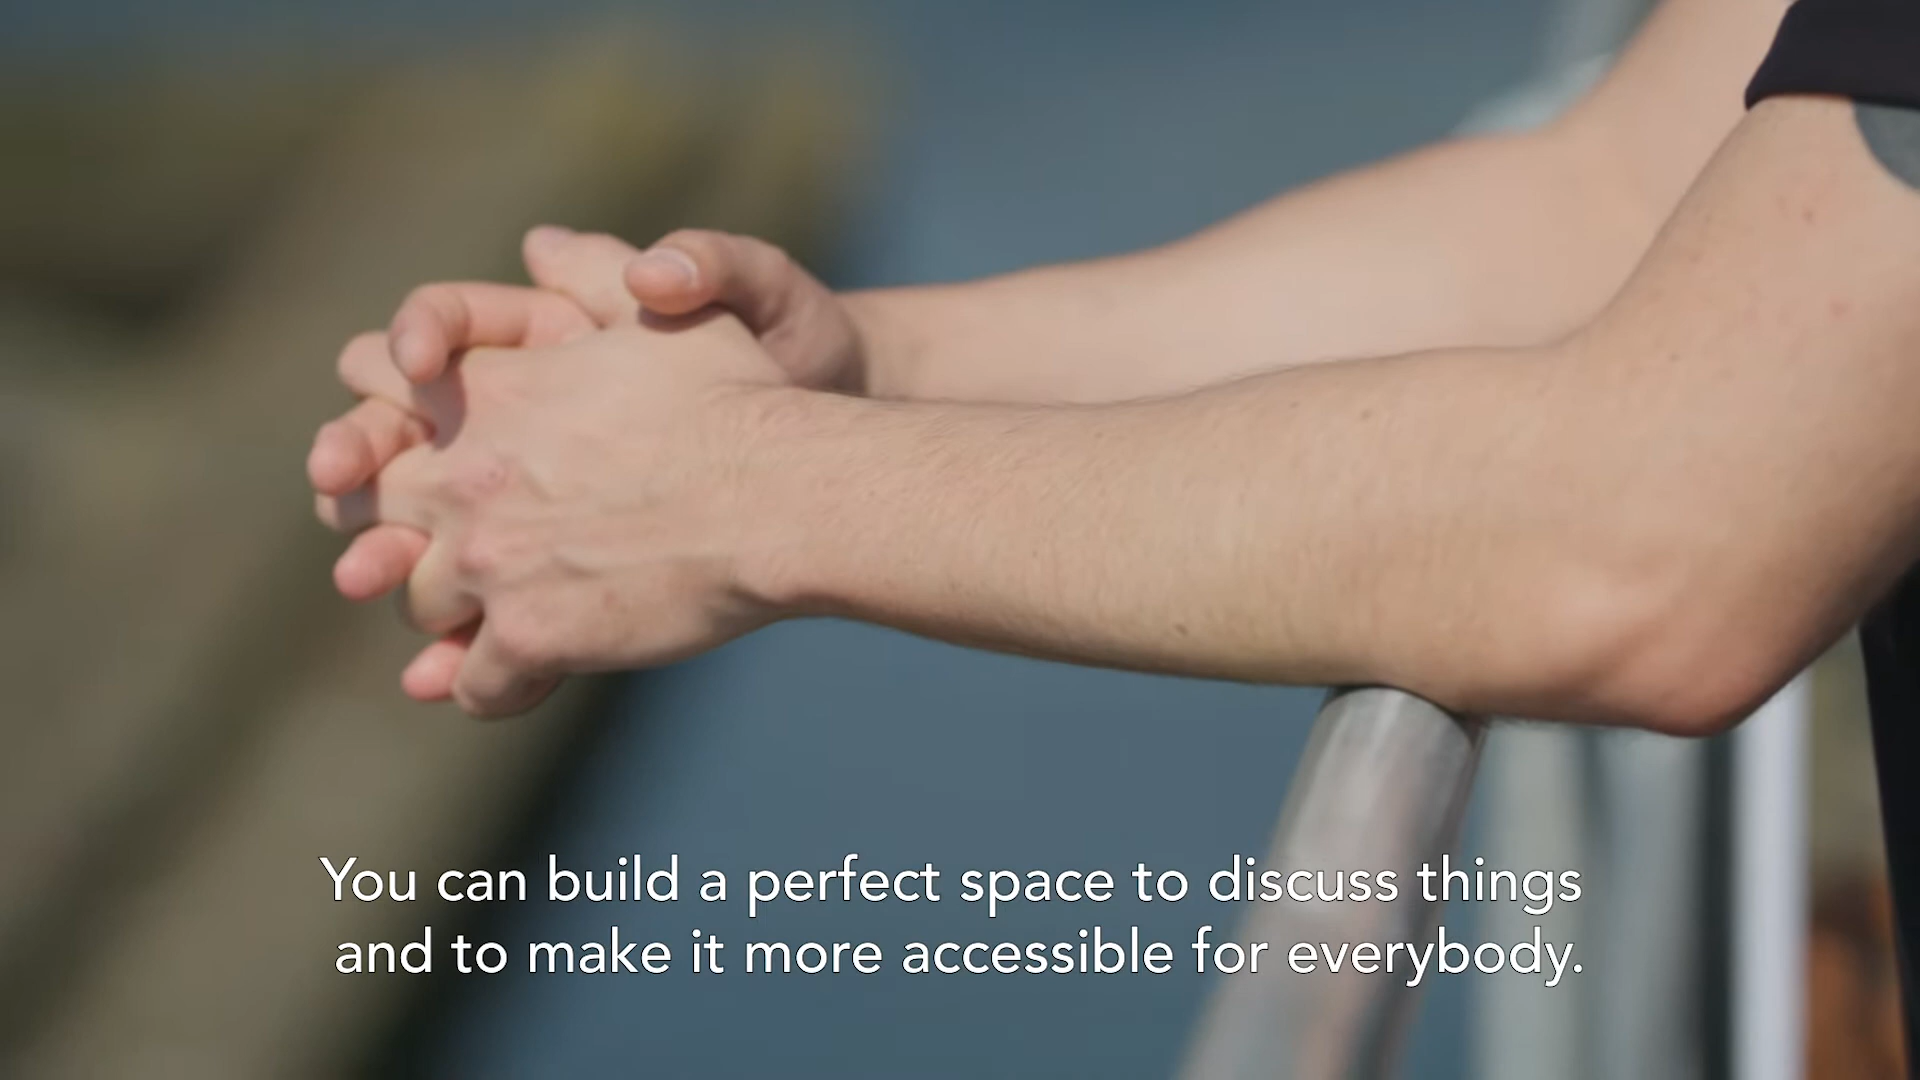 You can build a perfect space to discuss things
and to make it more accessible for everybody.